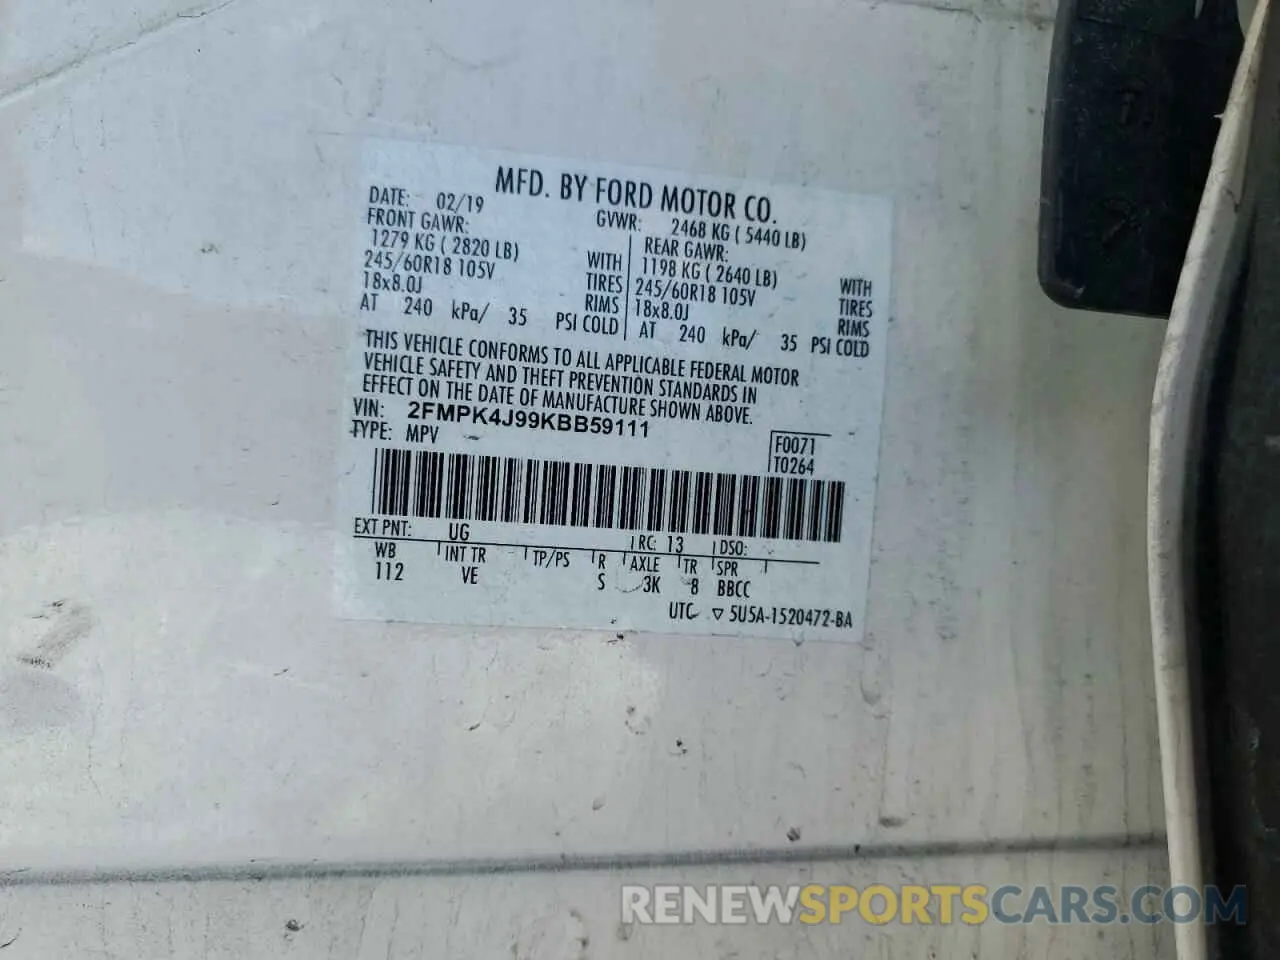 MFD. BY FORD MOTOR CO.
DATE: 02/19 GVWR: 2468 KG ( 5440 LB)
FRONT GAWR: REAR GAWR:
1279 KG ( 2820 LB) WITH 1198 KG ( 2640 LB) WITH
245/60R18 105V TIRES 245/60R18 105V TIRES
18x8.0J RIMS 18x8.0J RIMS
AT 240 kPa/ 35 PSI COLD AT 240 kPa/ 35 PSI COLD
THIS VEHICLE CONFORMS TO ALL APPLICABLE FEDERAL MOTOR
VEHICLE SAFETY AND THEFT PREVENTION STANDARDS IN
EFFECT ON THE DATE OF MANUFACTURE SHOWN ABOVE.
VIN: 2FMPK4J99KBB59111
TYPE: MPV F0071
T0264
EXT PNT: UG RC: 13 DSO:
WB INT TR TP/PS R AXLE TR SPR
112 VE S 3K 8 BBCC
UTC ▽ 5U5A-1520472-BA
RENEWSPORTSCARS.COM